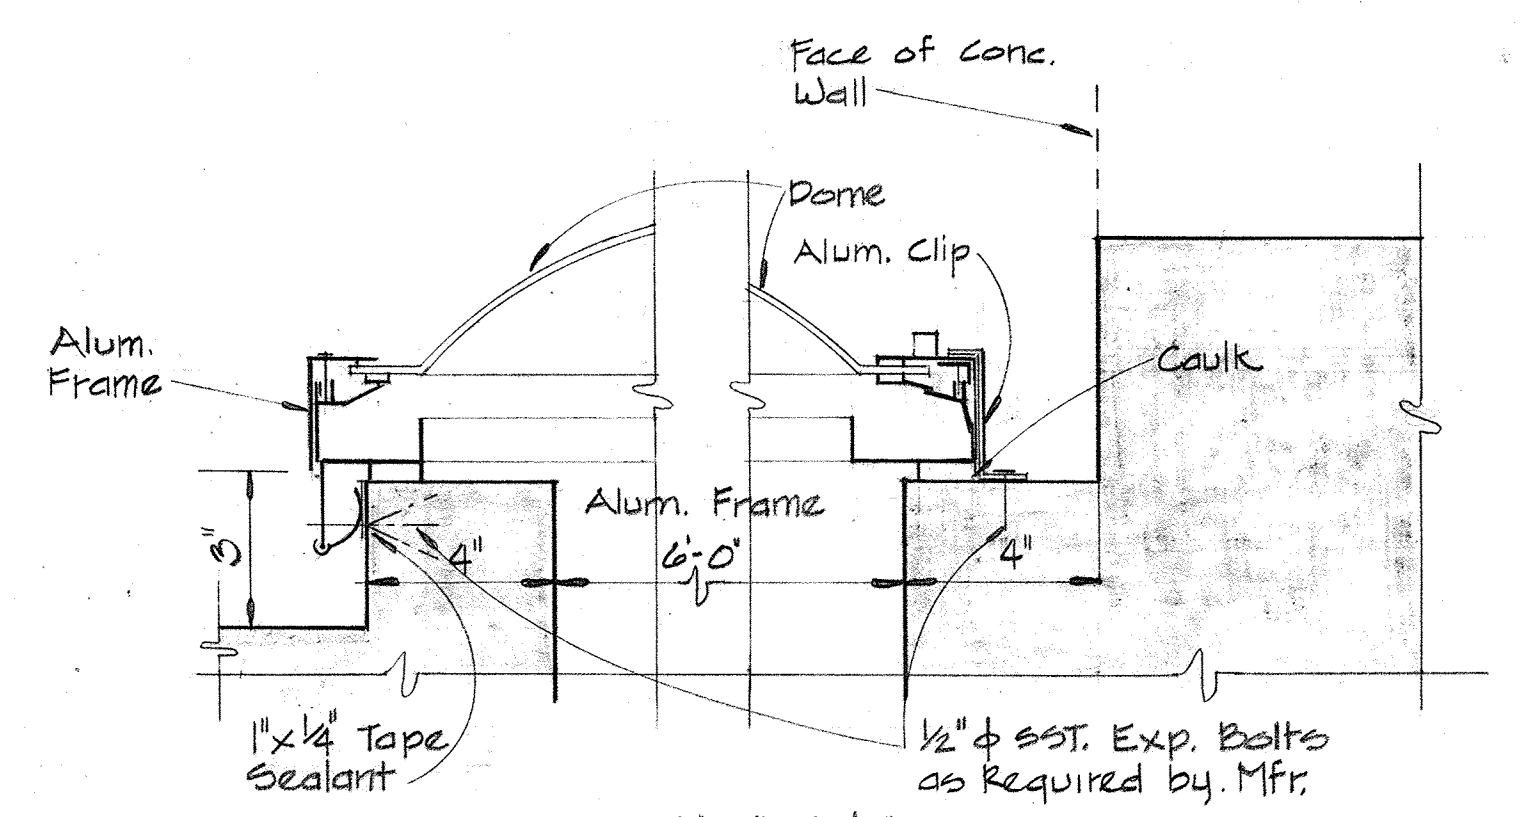 Face of Conc.
Wall
Dome
Alum. Clip
Alum.
Frame
Caulk
Alum. Frame
3"
4"
6'-0"
4"
1"x1/4" Tape
Sealant
1/2" ϕ SST. Exp. Bolts
as Required by. Mfr.